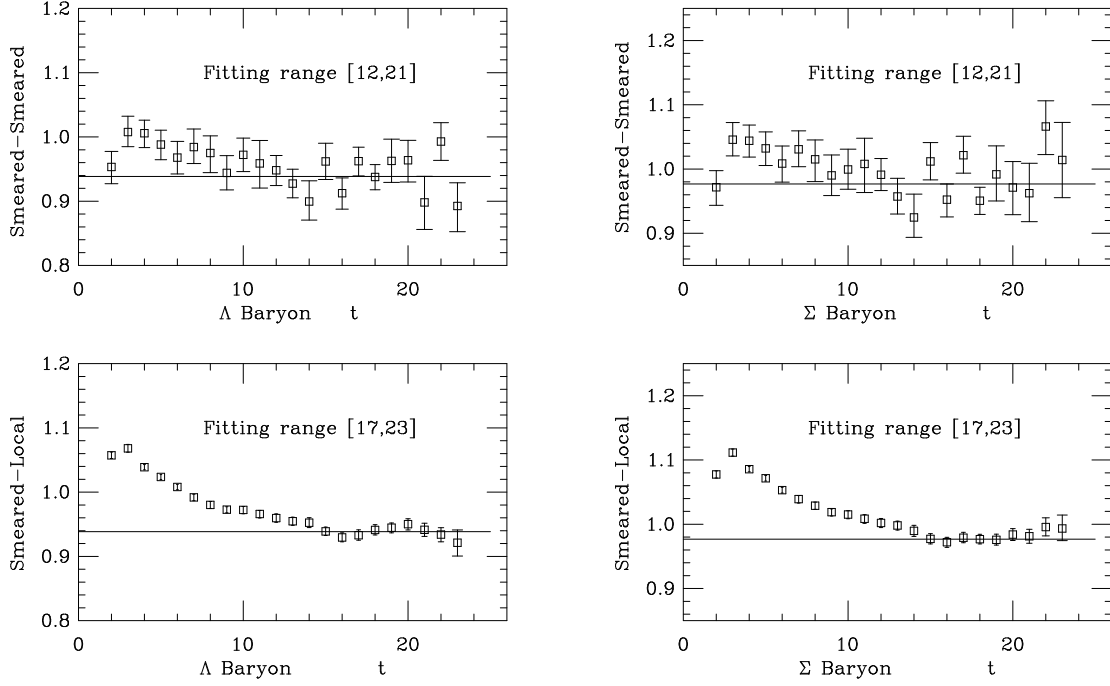 Smeared-Smeared
1.2
1.1
1.0
0.9
0.8
Fitting range [12,21]
0 10 20
Λ Baryon t
Smeared-Smeared
1.2
1.1
1.0
0.9
Fitting range [12,21]
0 10 20
Σ Baryon t
Smeared-Local
1.2
1.1
1.0
0.9
0.8
Fitting range [17,23]
0 10 20
Λ Baryon t
Smeared-Local
1.2
1.1
1.0
0.9
Fitting range [17,23]
0 10 20
Σ Baryon t